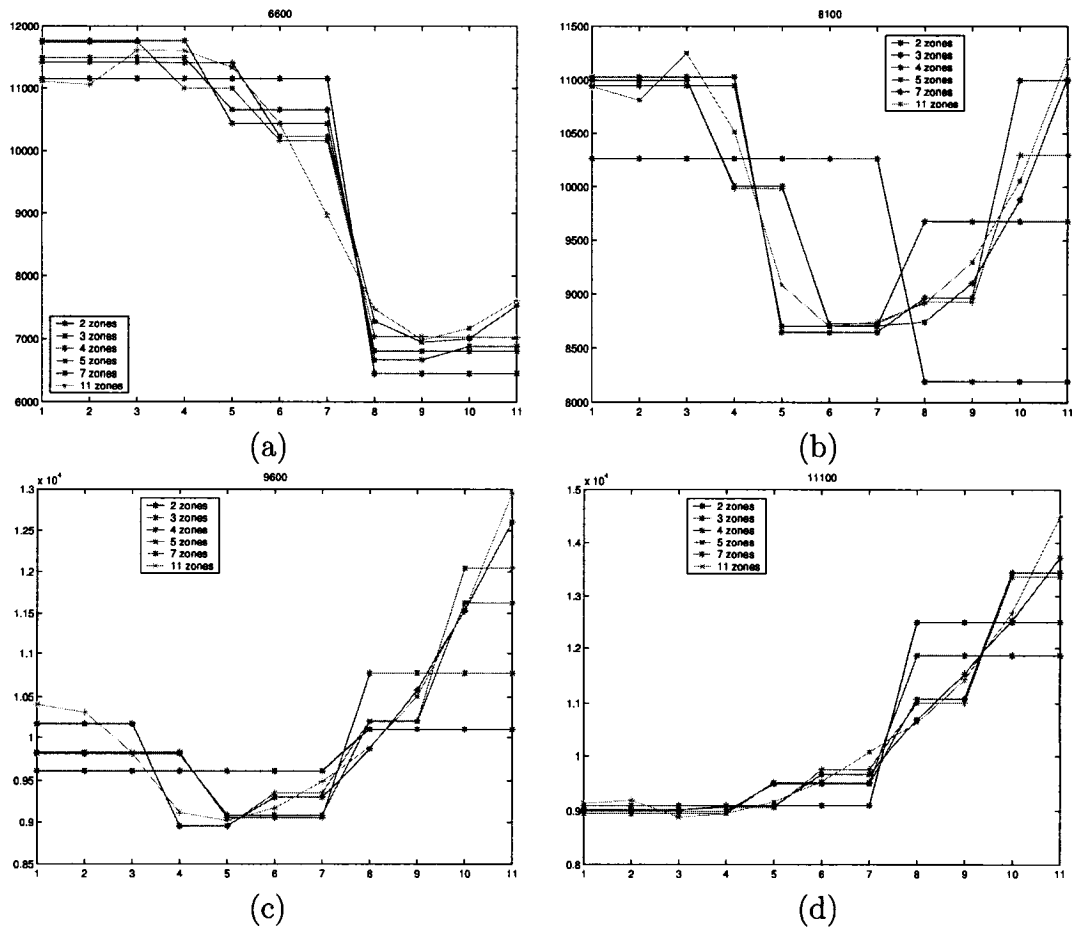 6600
12000
11000
10000
9000
8000
7000
6000
2 zones
3 zones
4 zones
5 zones
7 zones
11 zones
1 2 3 4 5 6 7 8 9 10 11
(a)
8100
11500
11000
10500
10000
9500
9000
8500
8000
2 zones
3 zones
4 zones
5 zones
7 zones
11 zones
1 2 3 4 5 6 7 8 9 10 11
(b)
9600
x 10^4
1.3
1.25
1.2
1.15
1.1
1.05
1
0.95
0.9
0.85
2 zones
3 zones
4 zones
5 zones
7 zones
11 zones
1 2 3 4 5 6 7 8 9 10 11
(c)
11100
x 10^4
1.5
1.4
1.3
1.2
1.1
1
0.9
0.8
2 zones
3 zones
4 zones
5 zones
7 zones
11 zones
1 2 3 4 5 6 7 8 9 10 11
(d)